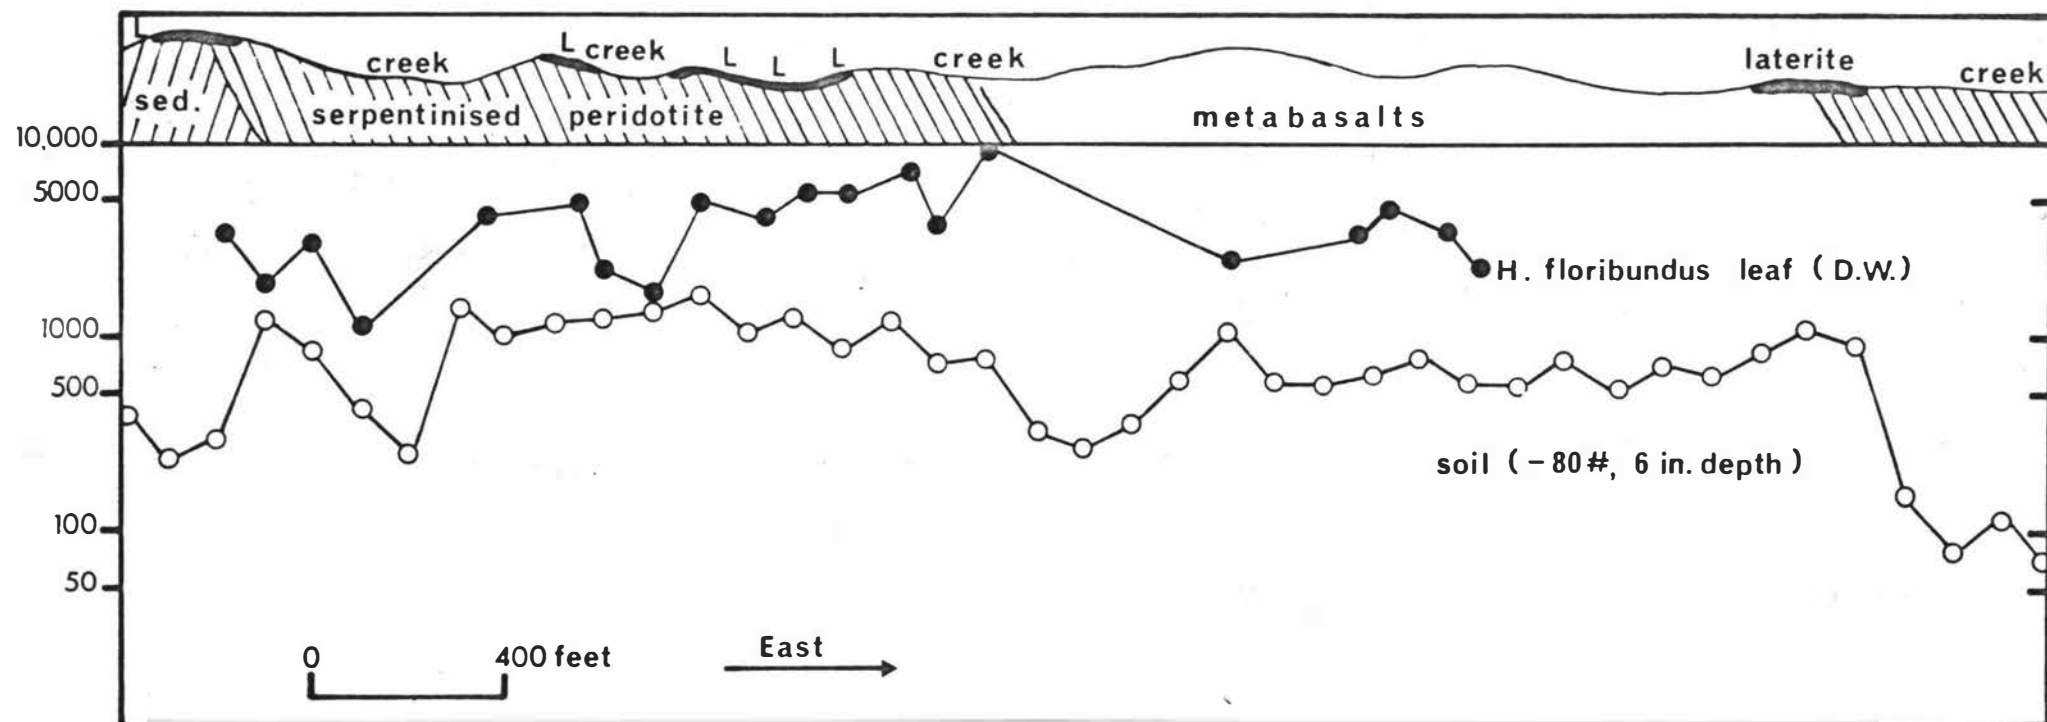 L
creek
L creek
L
L
L
creek
laterite
creek
sed.
serpentinised peridotite
metabasalts
10,000
5000
1000
500
100
50
H. floribundus leaf ( D.W. )
soil ( - 80 #, 6 in. depth )
0 400 feet
East